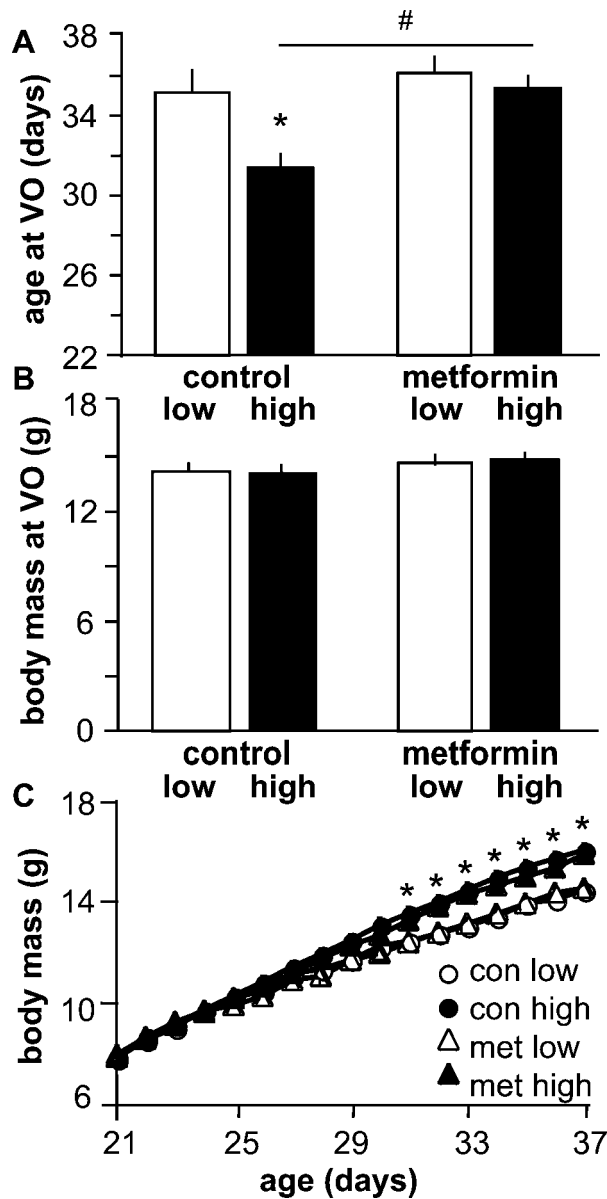 A
age at VO (days)
38
34
30
26
22
*
#
control metformin
low high low high
B
body mass at VO (g)
18
12
6
0
control metformin
low high low high
C
body mass (g)
18
14
10
6
* * * * * * *
con low
con high
met low
met high
21 25 29 33 37
age (days)